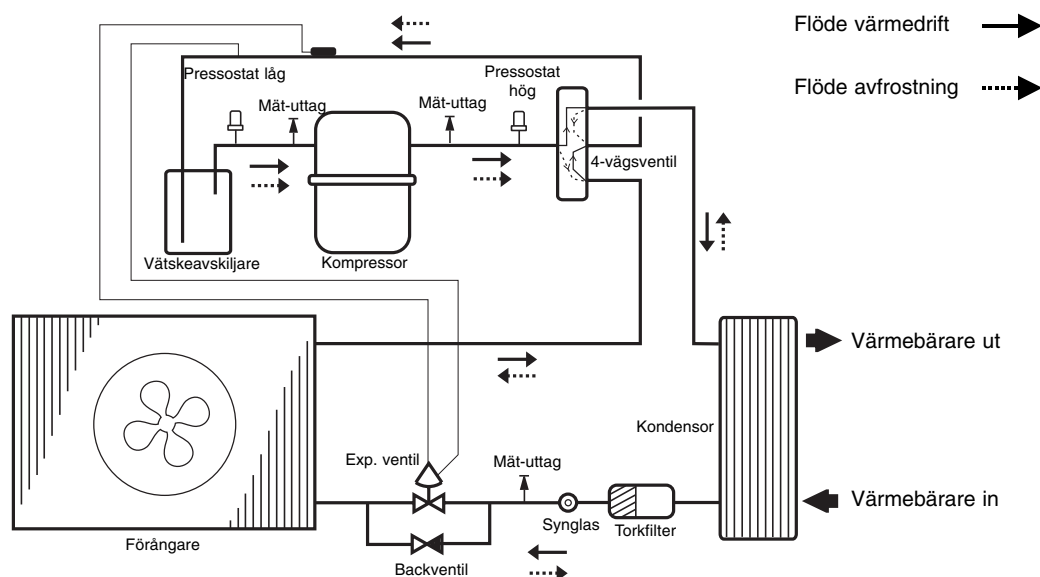 Flöde värmedrift
Flöde avfrostning
Pressostat låg
Mät-uttag
Mät-uttag
Pressostat
hög
4-vägsventil
Vätskeavskiljare
Kompressor
Värmebärare ut
Kondensor
Exp. ventil
Mät-uttag
Värmebärare in
Synglas
Torkfilter
Förångare
Backventil